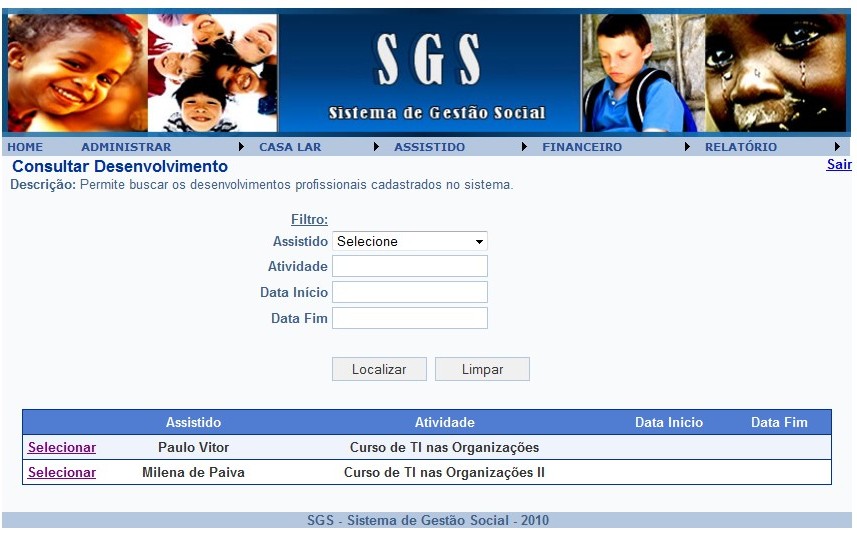 SGS
Sistema de Gestão Social
HOME ADMINISTRAR CASA LAR ASSISTIDO FINANCEIRO RELATÓRIO
Consultar Desenvolvimento Sair
Descrição: Permite buscar os desenvolvimentos profissionais cadastrados no sistema.
Filtro:
Assistido Selecione
Atividade
Data Início
Data Fim
Localizar Limpar
Assistido Atividade Data Inicio Data Fim
Selecionar Paulo Vitor Curso de TI nas Organizações
Selecionar Milena de Paiva Curso de TI nas Organizações II
SGS - Sistema de Gestão Social - 2010